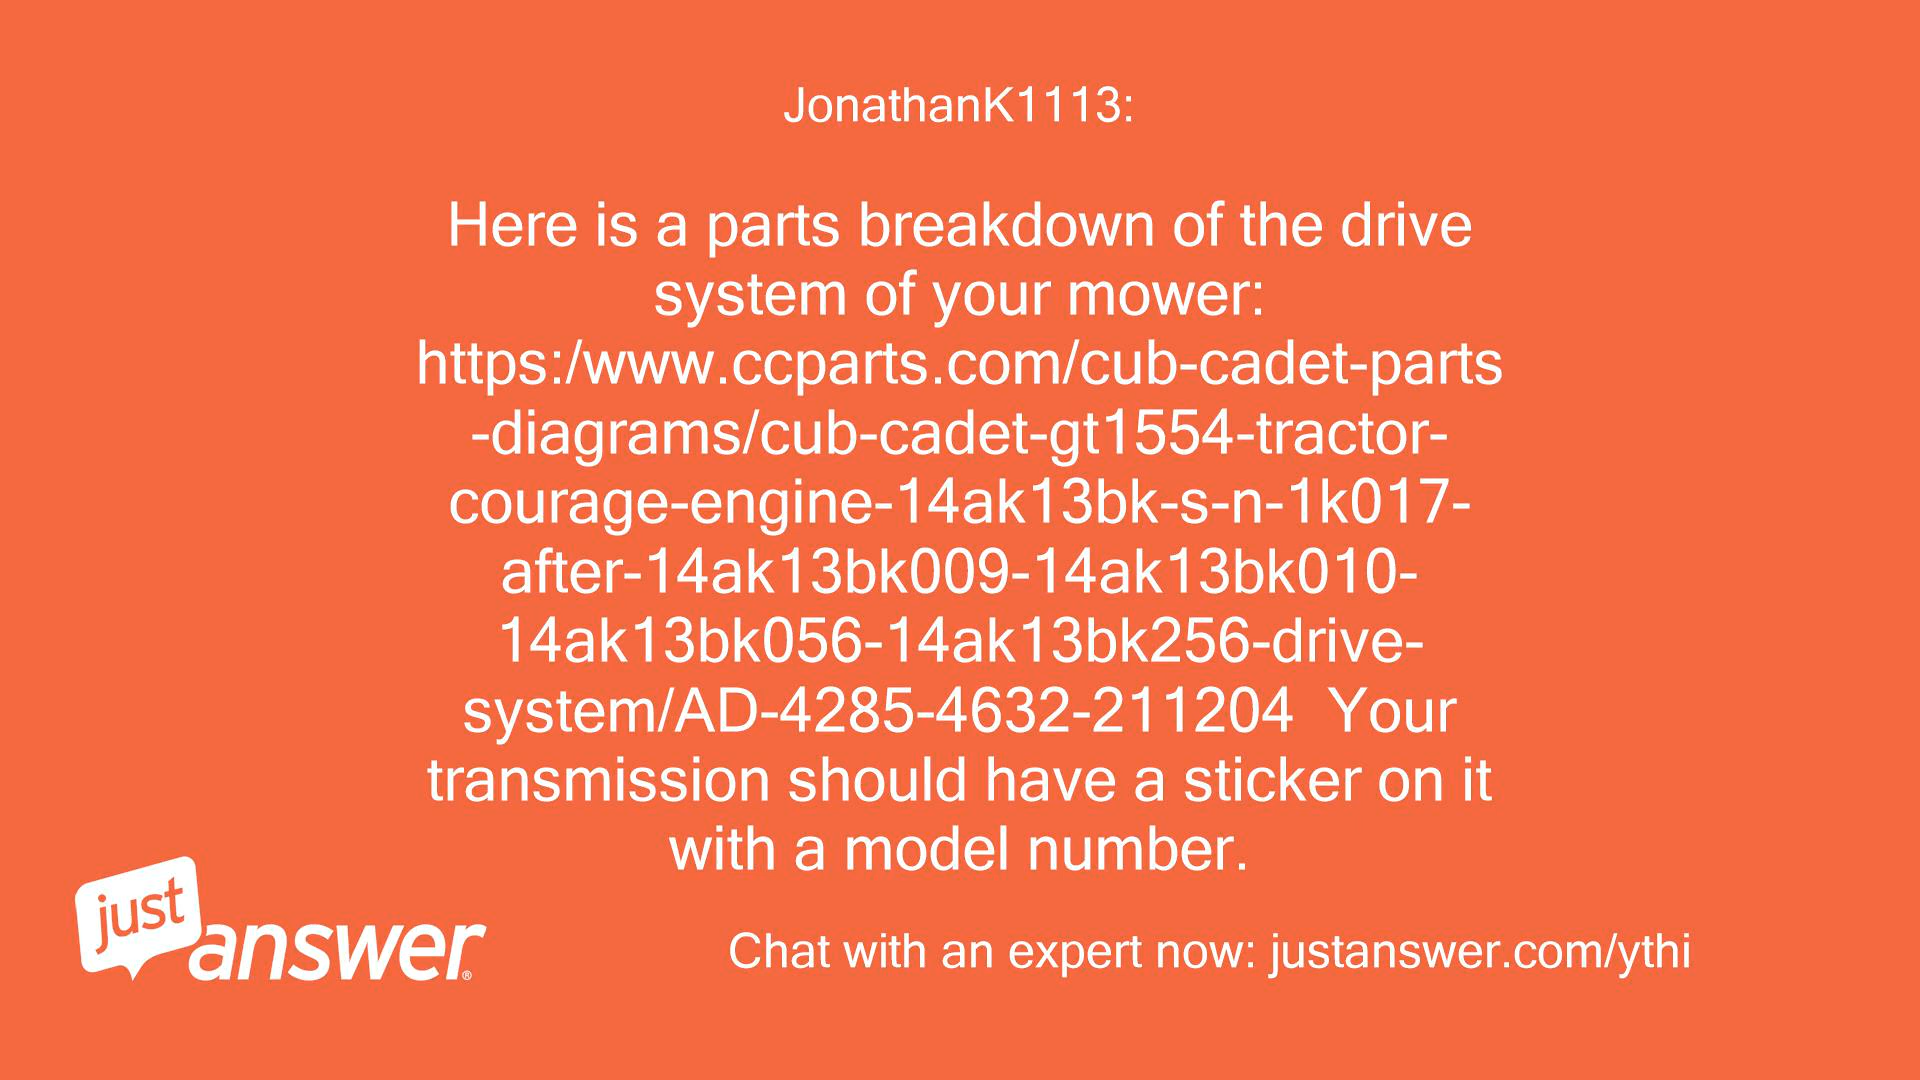 JonathanK1113:
Here is a parts breakdown of the drive
system of your mower:
https:/www.ccparts.com/cub-cadet-parts
-diagrams/cub-cadet-gt1554-tractor-
courage-engine-14ak13bk-s-n-1k017-
after-14ak13bk009-14ak13bk010-
14ak13bk056-14ak13bk256-drive-
system/AD-4285-4632-211204  Your
transmission should have a sticker on it
with a model number.
just
answer®
Chat with an expert now: justanswer.com/ythi